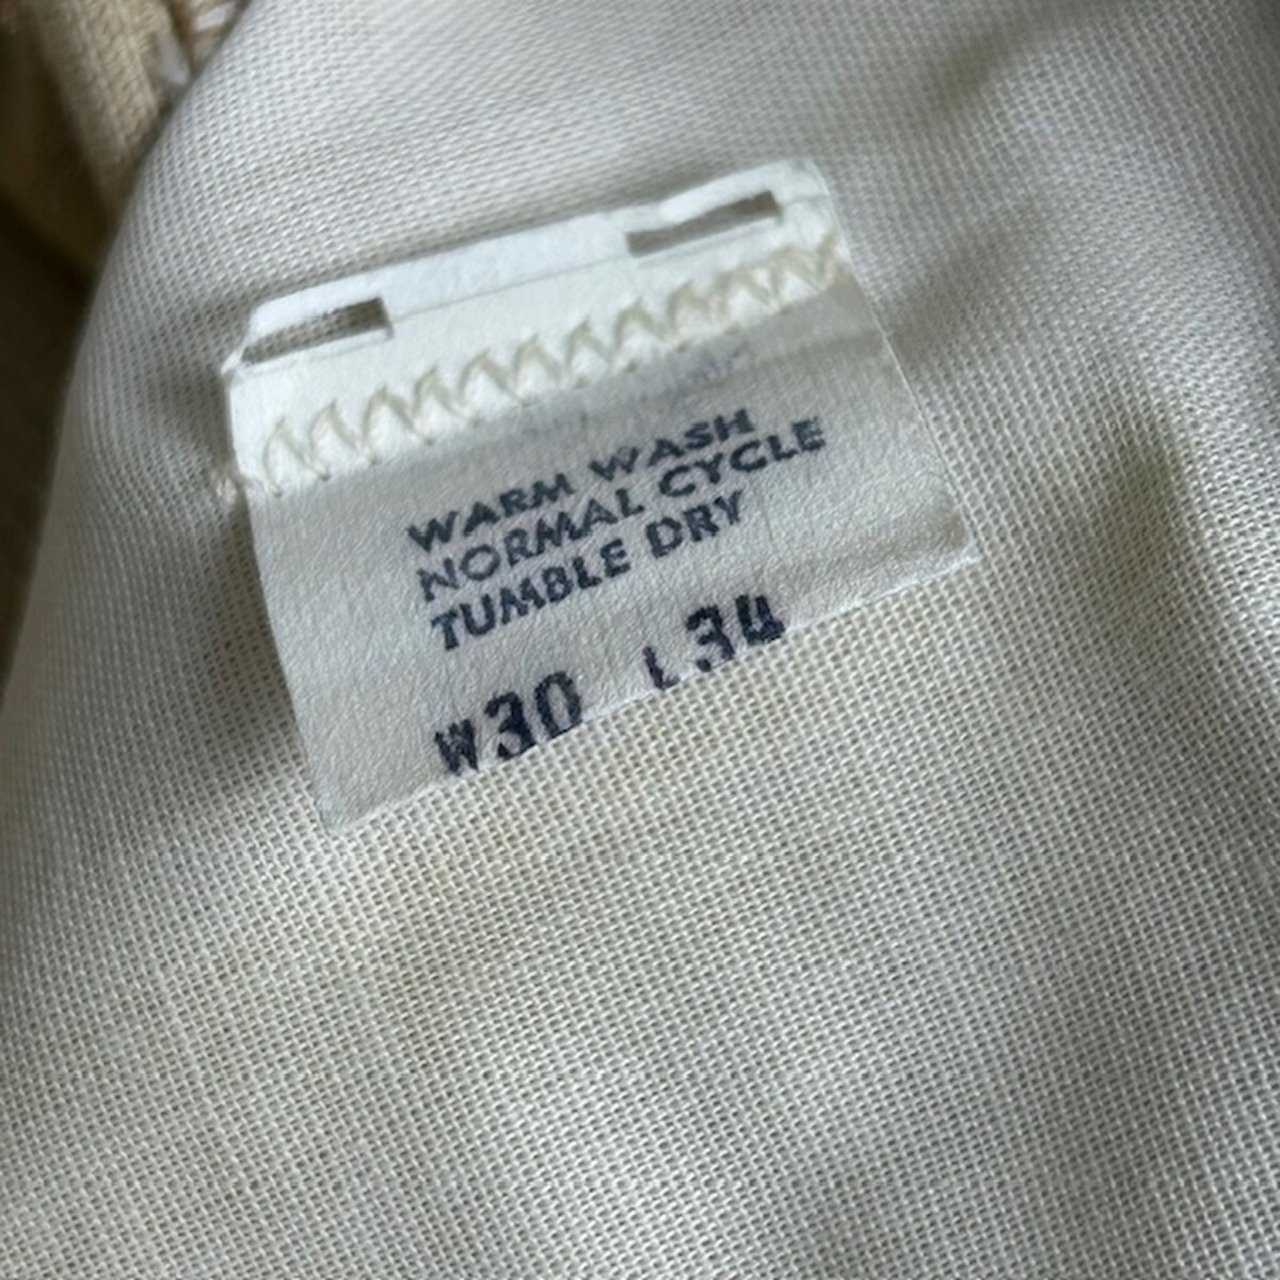 WARM WASH
NORMAL CYCLE
TUMBLE DRY
W30 L34